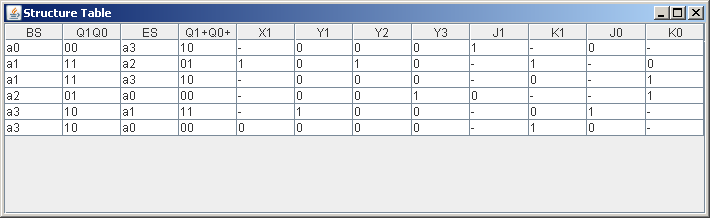 Structure Table
BS Q1Q0 ES Q1+Q0+ X1 Y1 Y2 Y3 J1 K1 J0 K0
a0 00 a3 10 - 0 0 0 1 - 0 -
a1 11 a2 01 1 0 1 0 - 1 - 0
a1 11 a3 10 - 0 0 0 - 0 - 1
a2 01 a0 00 - 0 0 1 0 - - 1
a3 10 a1 11 - 1 0 0 - 0 1 -
a3 10 a0 00 0 0 0 0 - 1 0 -